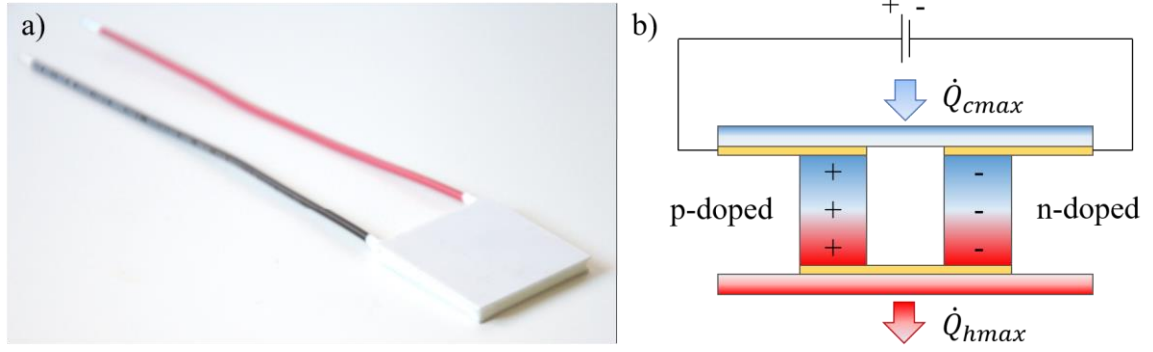 a)
b)
+ -
Q̇cmax
+ -
p-doped + - n-doped
+ -
Q̇hmax